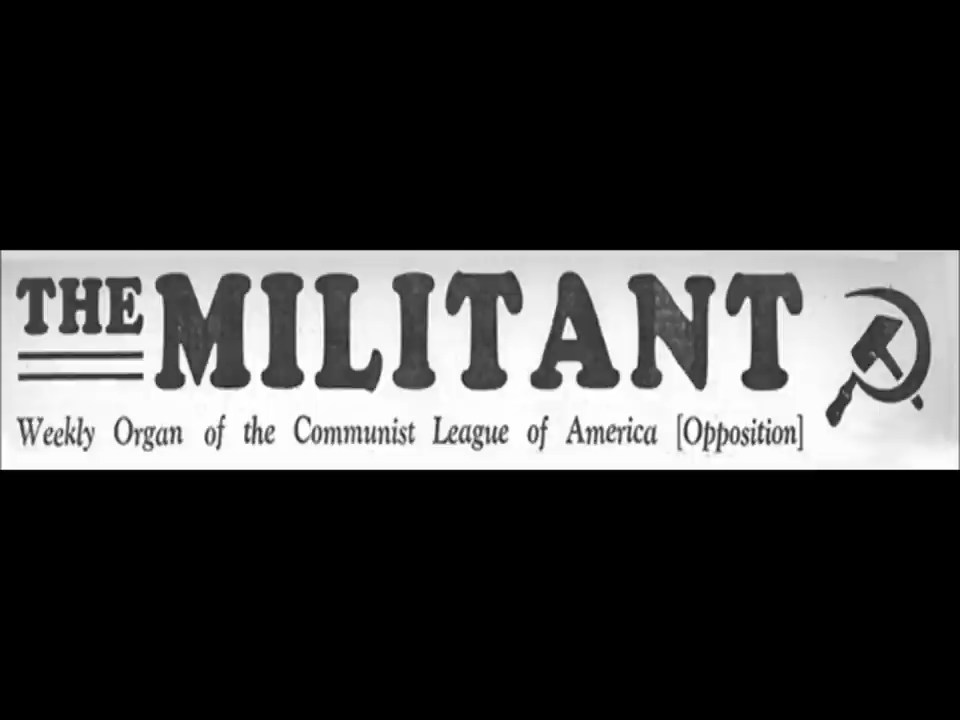 THE MILITANT
Weekly Organ of the Communist League of America [Opposition]